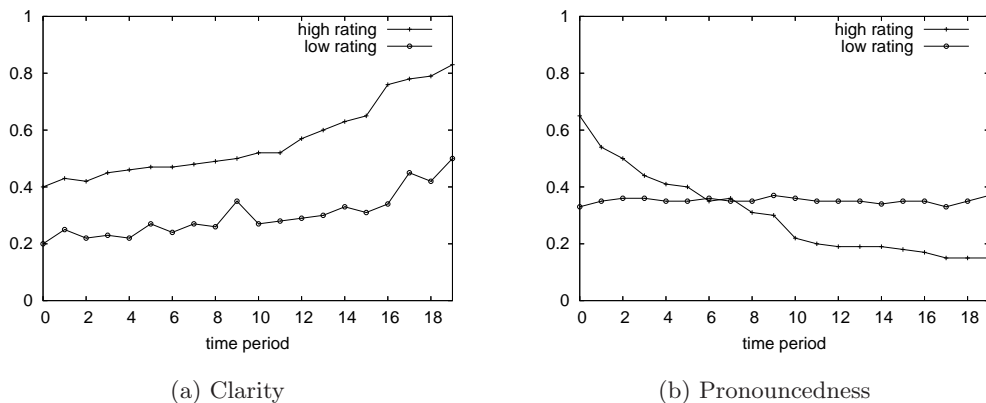 1
0.8
0.6
0.4
0.2
0
0 2 4 6 8 10 12 14 16 18
time period
high rating
low rating
(a) Clarity
1
0.8
0.6
0.4
0.2
0
0 2 4 6 8 10 12 14 16 18
time period
high rating
low rating
(b) Pronouncedness